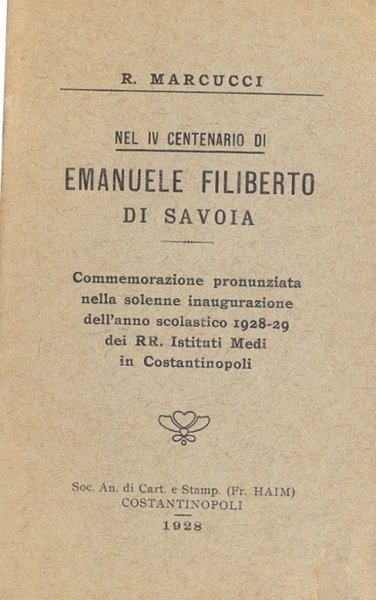 R. MARCUCCI
NEL IV CENTENARIO DI
EMANUELE FILIBERTO
DI SAVOIA
Commemorazione pronunziata
nella solenne inaugurazione
dell'anno scolastico 1928-29
dei RR. Istituti Medi
in Costantinopoli
Soc. An. di Cart. e Stamp. (Fr. HAIM)
COSTANTINOPOLI
1928